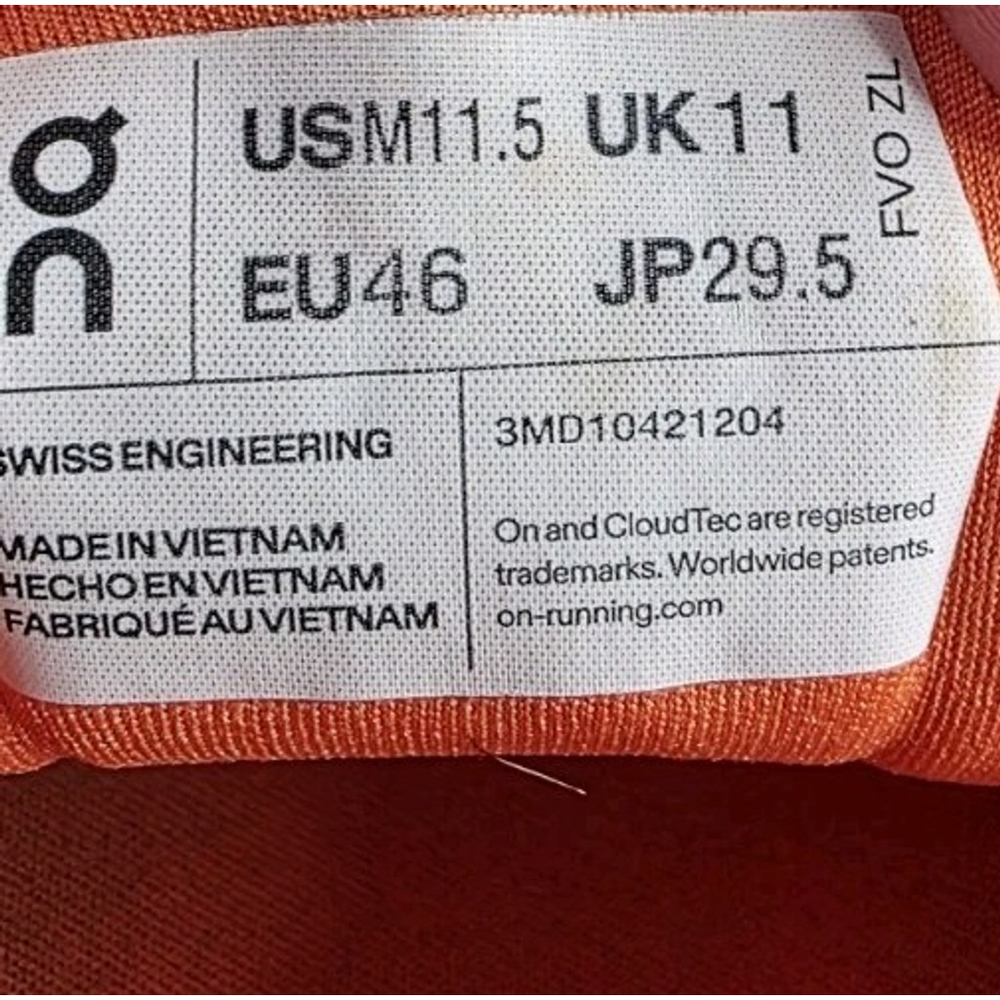 On
USM11.5 UK11
EU46 JP29.5
FVO ZL
SWISS ENGINEERING
MADE IN VIETNAM
HECHO EN VIETNAM
FABRIQUÉ AU VIETNAM
3MD10421204
On and CloudTec are registered
trademarks. Worldwide patents.
on-running.com